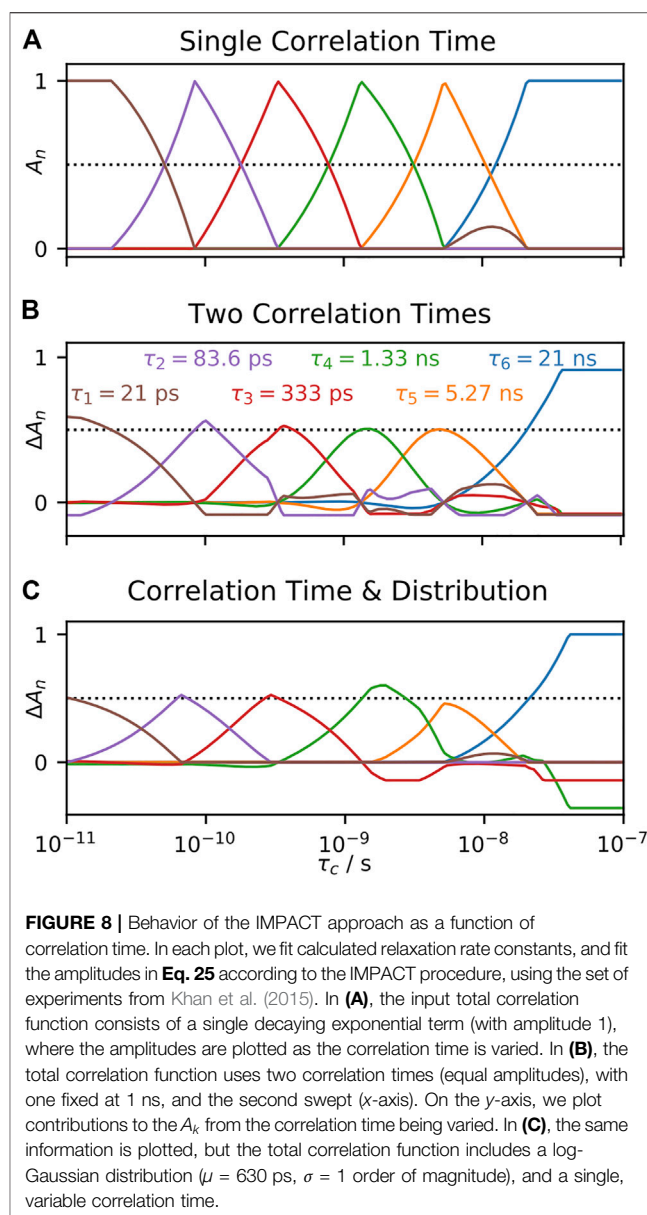 A
Single Correlation Time
1
Aₙ
0
B
Two Correlation Times
1
τ₂ = 83.6 ps
τ₄ = 1.33 ns
τ₆ = 21 ns
τ₁ = 21 ps
τ₃ = 333 ps
τ₅ = 5.27 ns
ΔAₙ
0
C
Correlation Time & Distribution
1
ΔAₙ
0
10⁻¹¹ 10⁻¹⁰ 10⁻⁹ 10⁻⁸ 10⁻⁷
τ_c / s
FIGURE 8 | Behavior of the IMPACT approach as a function of
correlation time. In each plot, we fit calculated relaxation rate constants, and fit
the amplitudes in Eq. 25 according to the IMPACT procedure, using the set of
experiments from Khan et al. (2015). In (A), the input total correlation
function consists of a single decaying exponential term (with amplitude 1),
where the amplitudes are plotted as the correlation time is varied. In (B), the
total correlation function uses two correlation times (equal amplitudes), with
one fixed at 1 ns, and the second swept (x-axis). On the y-axis, we plot
contributions to the Aₖ from the correlation time being varied. In (C), the same
information is plotted, but the total correlation function includes a log-
Gaussian distribution (μ = 630 ps, σ = 1 order of magnitude), and a single,
variable correlation time.